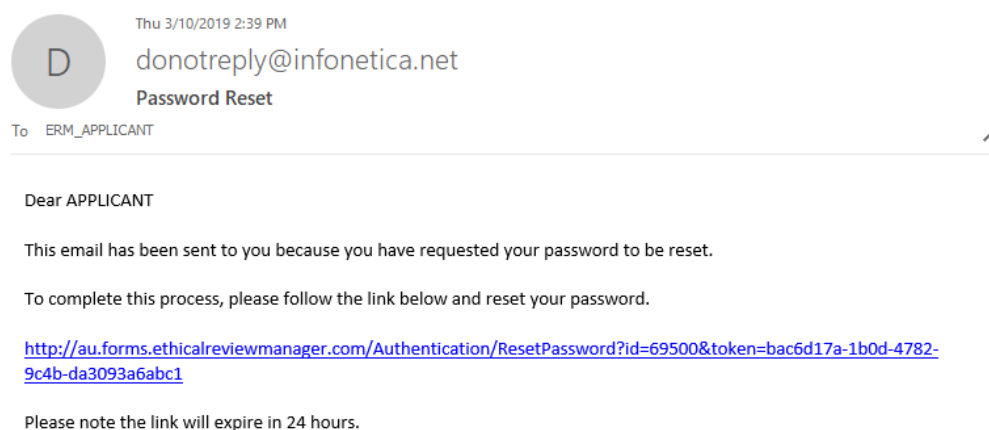 Thu 3/10/2019 2:39 PM
D
donotreply@infonetica.net
Password Reset
To ERM_APPLICANT
Dear APPLICANT
This email has been sent to you because you have requested your password to be reset.
To complete this process, please follow the link below and reset your password.
http://au.forms.ethicalreviewmanager.com/Authentication/ResetPassword?id=69500&token=bac6d17a-1b0d-4782-
9c4b-da3093a6abc1
Please note the link will expire in 24 hours.